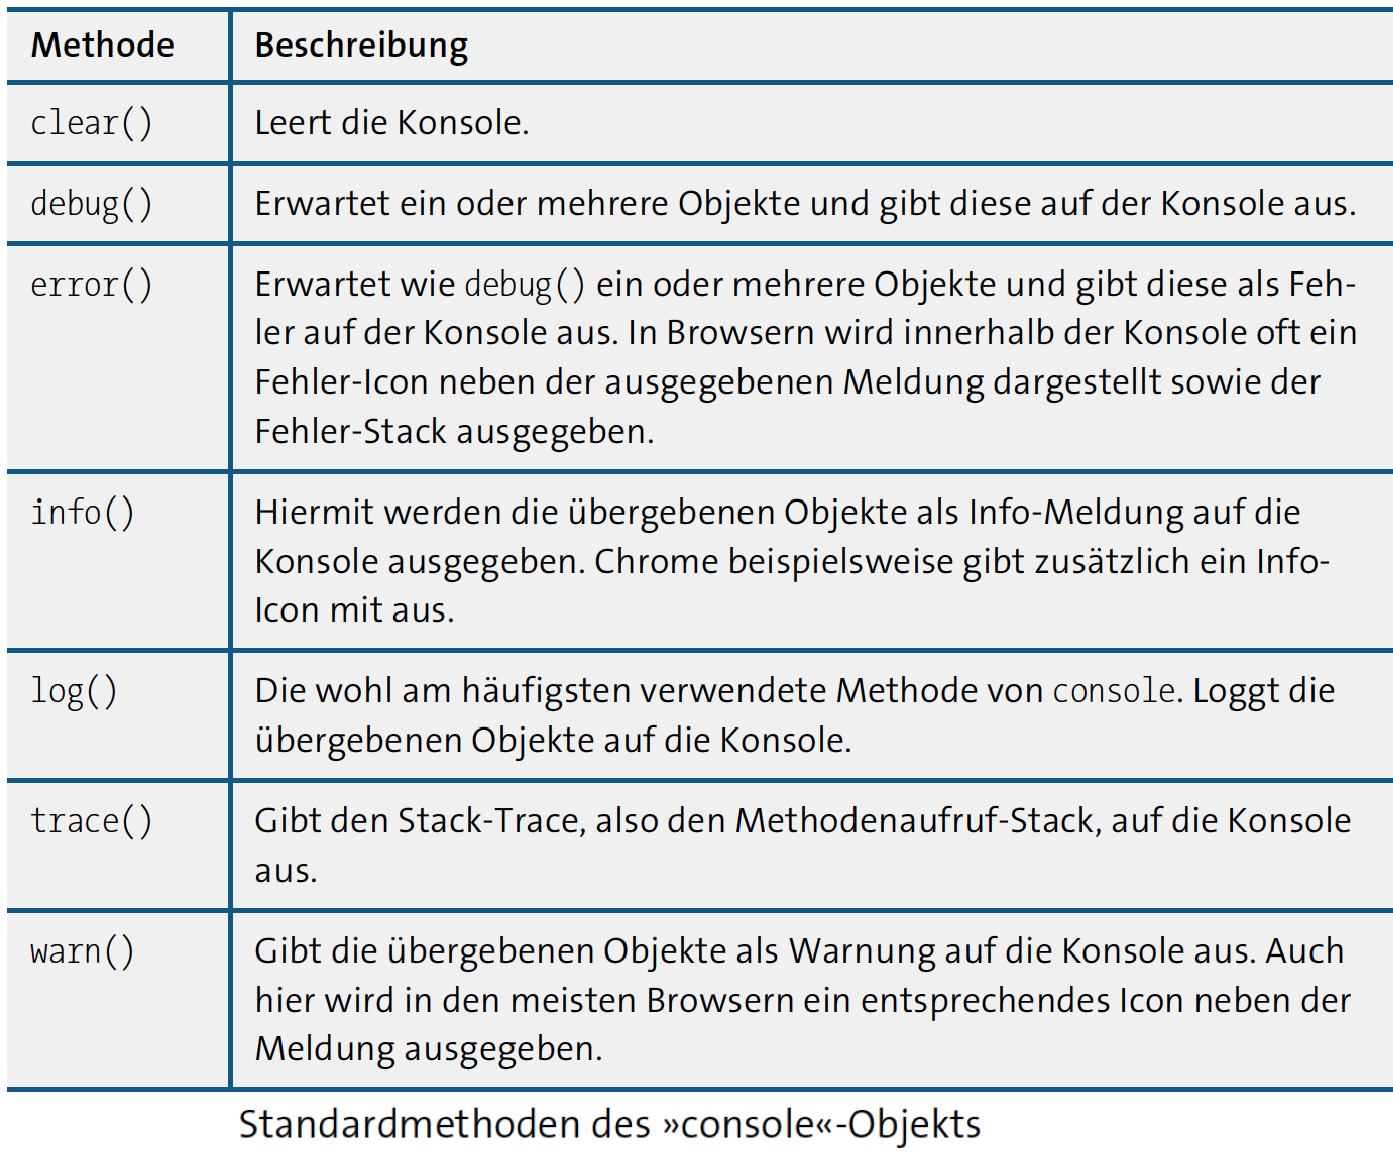 Methode Beschreibung
clear() Leert die Konsole.
debug() Erwartet ein oder mehrere Objekte und gibt diese auf der Konsole aus.
error() Erwartet wie debug() ein oder mehrere Objekte und gibt diese als Feh-
ler auf der Konsole aus. In Browsern wird innerhalb der Konsole oft ein
Fehler-Icon neben der ausgegebenen Meldung dargestellt sowie der
Fehler-Stack ausgegeben.
info() Hiermit werden die übergebenen Objekte als Info-Meldung auf die
Konsole ausgegeben. Chrome beispielsweise gibt zusätzlich ein Info-
Icon mit aus.
log() Die wohl am häufigsten verwendete Methode von console. Loggt die
übergebenen Objekte auf die Konsole.
trace() Gibt den Stack-Trace, also den Methodenaufruf-Stack, auf die Konsole
aus.
warn() Gibt die übergebenen Objekte als Warnung auf die Konsole aus. Auch
hier wird in den meisten Browsern ein entsprechendes Icon neben der
Meldung ausgegeben.
Standardmethoden des »console«-Objekts